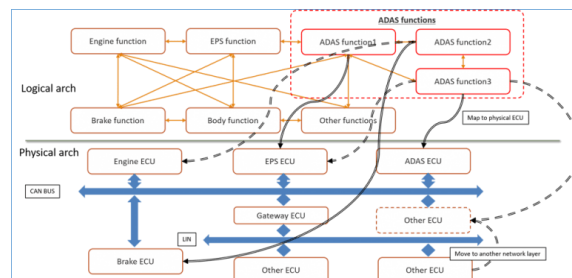 ADAS functions
Engine function
EPS function
ADAS function1
ADAS function2
ADAS function3
Logical arch
Brake function
Body function
Other functions
Map to physical ECU
Physical arch
Engine ECU
EPS ECU
ADAS ECU
CAN BUS
Gateway ECU
Other ECU
LIN
Brake ECU
Other ECU
Other ECU
Move to another network layer